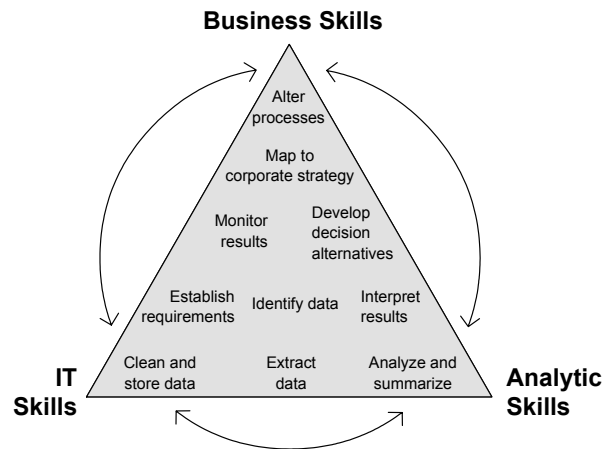 Business Skills
Alter
processes
Map to
corporate strategy
Monitor
results
Develop
decision
alternatives
Establish
requirements
Identify data
Interpret
results
Clean and
store data
Extract
data
Analyze and
summarize
IT
Skills
Analytic
Skills